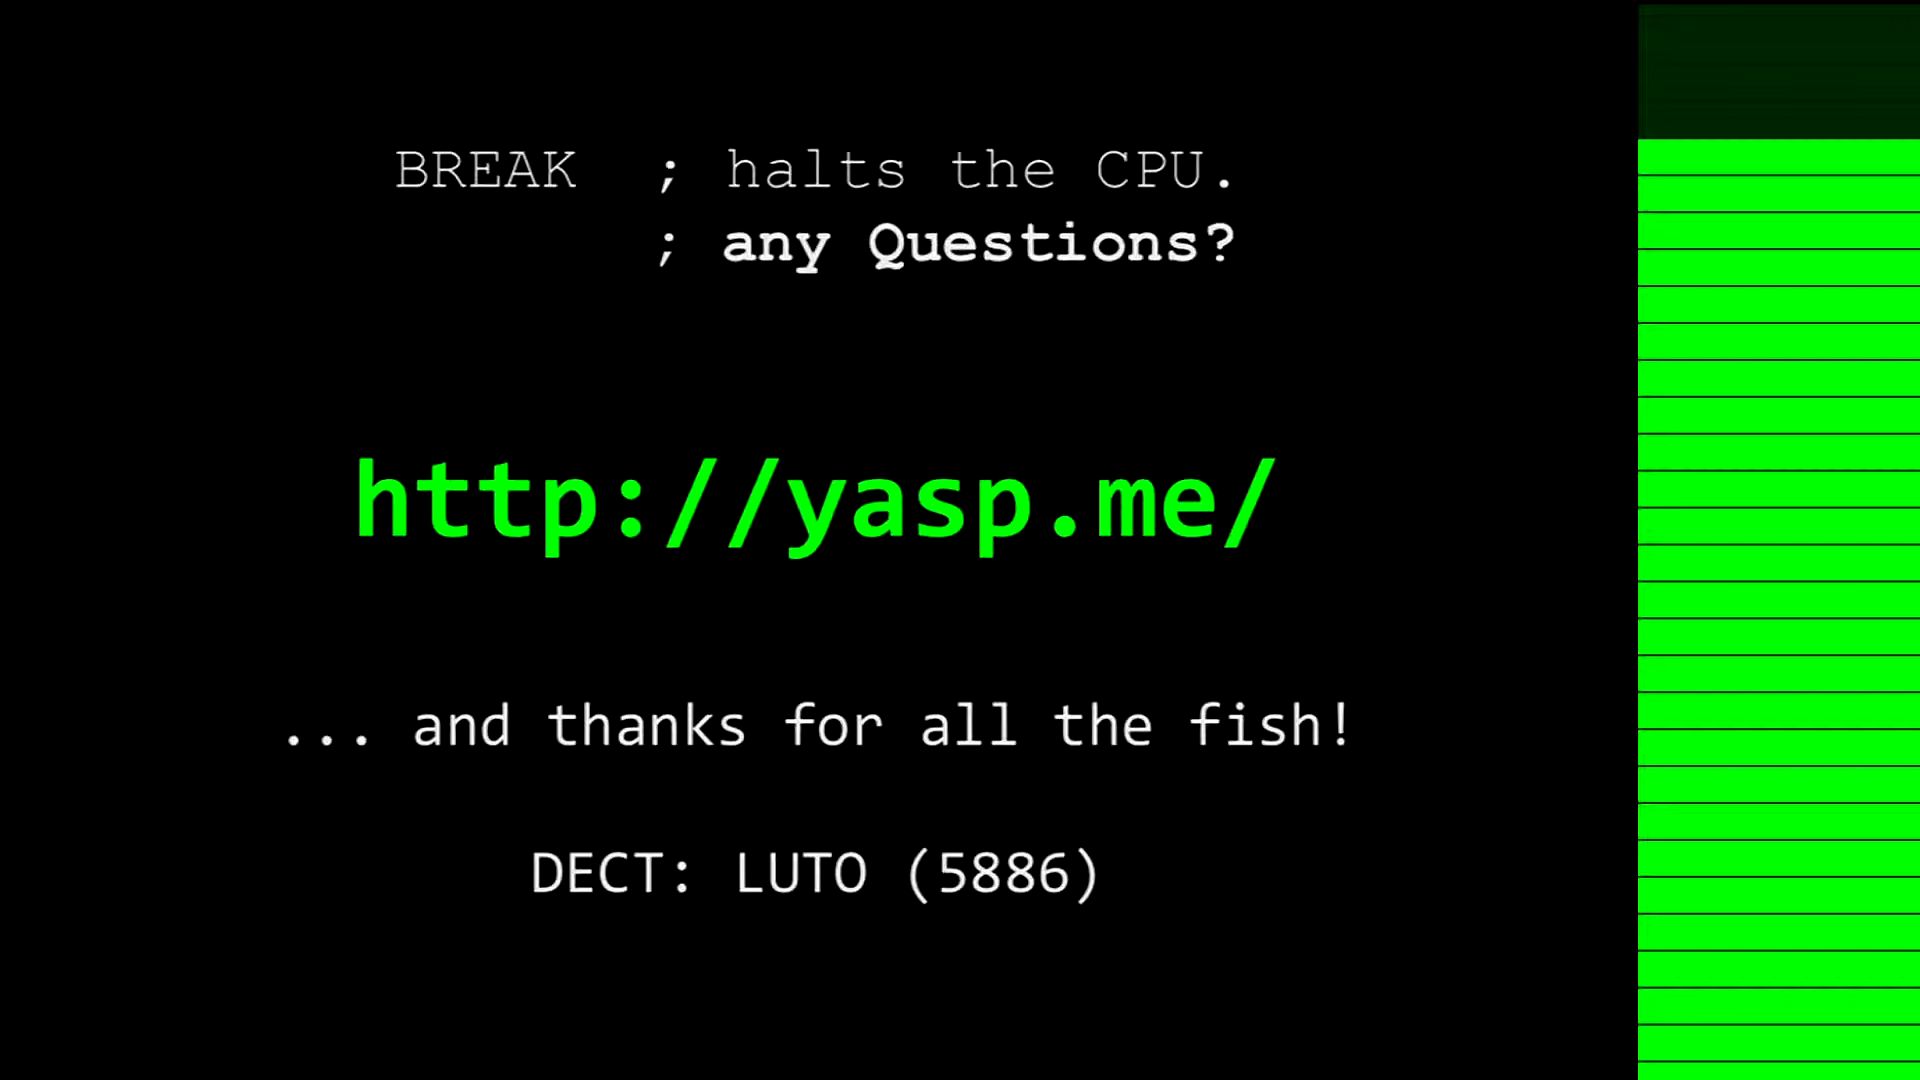 BREAK  ; halts the CPU.
; any Questions?
http://yasp.me/
... and thanks for all the fish!
DECT: LUTO (5886)